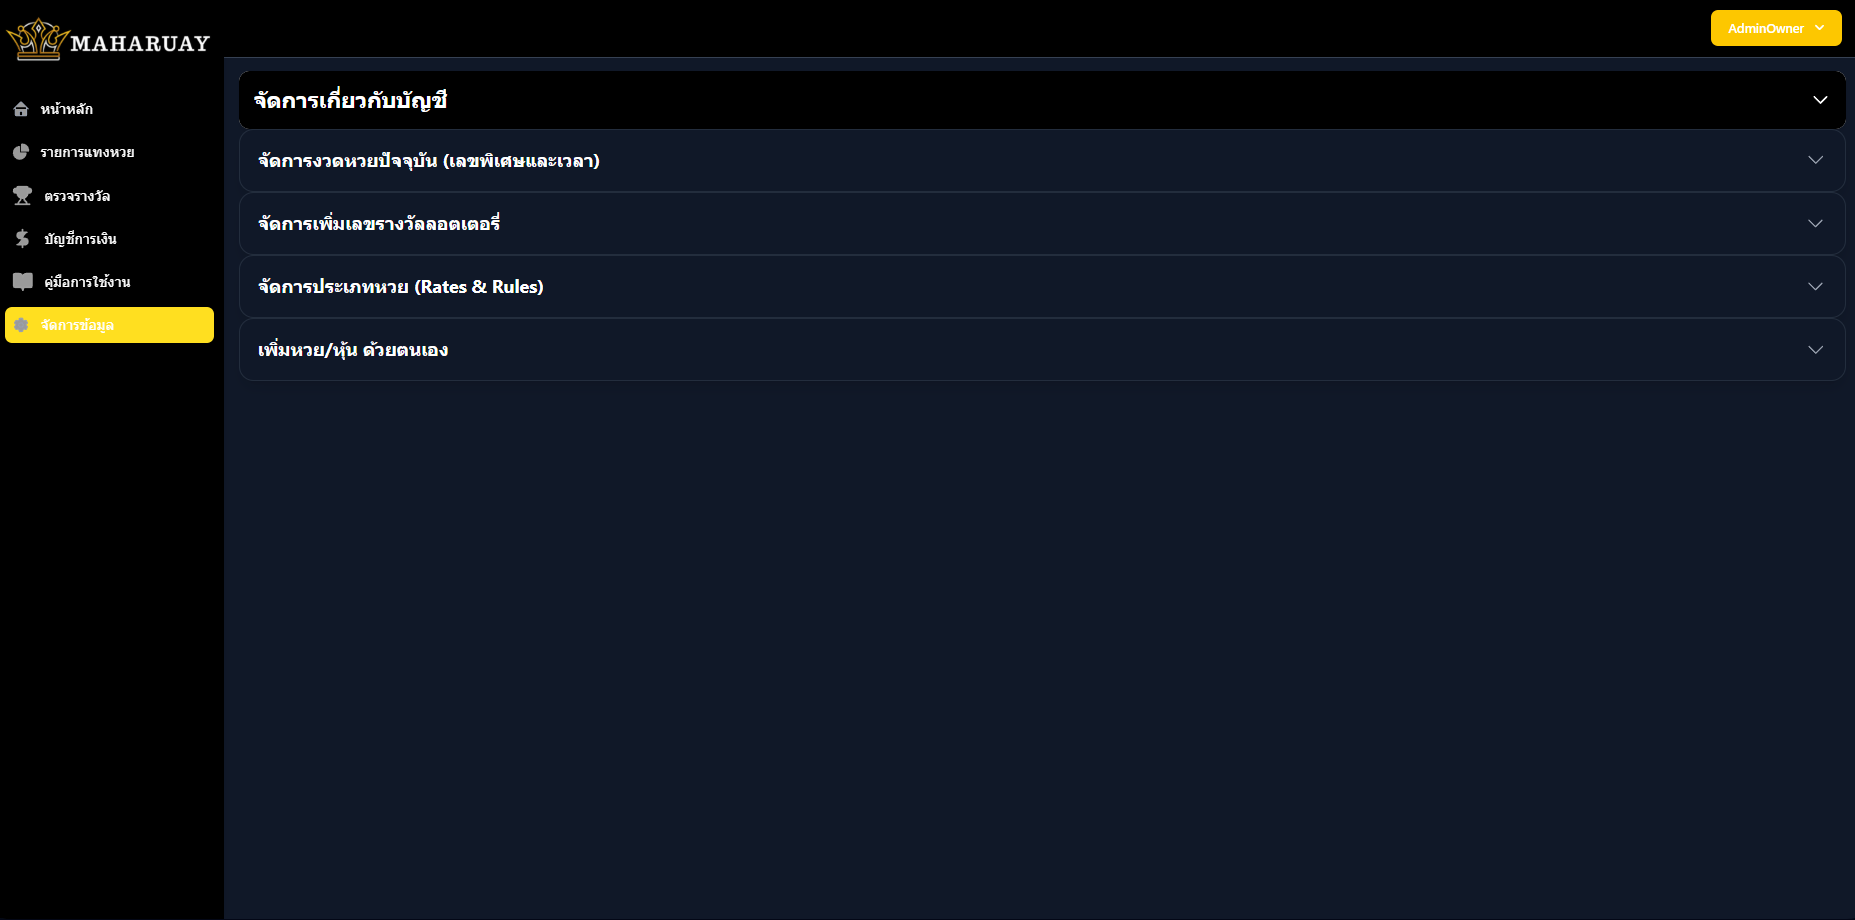 MAHARUAY
AdminOwner
หน้าหลัก
รายการแทงหวย
ตรวจรางวัล
บัญชีการเงิน
คู่มือการใช้งาน
จัดการข้อมูล
จัดการเกี่ยวกับบัญชี
จัดการงวดหวยปัจจุบัน (เลขพิเศษและเวลา)
จัดการเพิ่มเลขรางวัลลอตเตอรี่
จัดการประเภทหวย (Rates & Rules)
เพิ่มหวย/หุ้น ด้วยตนเอง